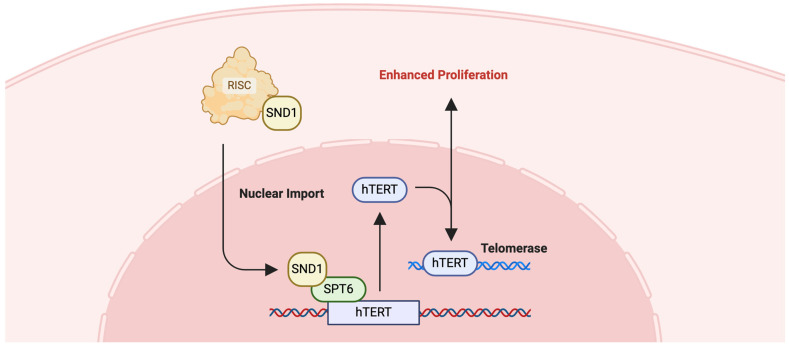 Enhanced Proliferation
RISC
SND1
Nuclear Import
hTERT
Telomerase
hTERT
SND1
SPT6
hTERT